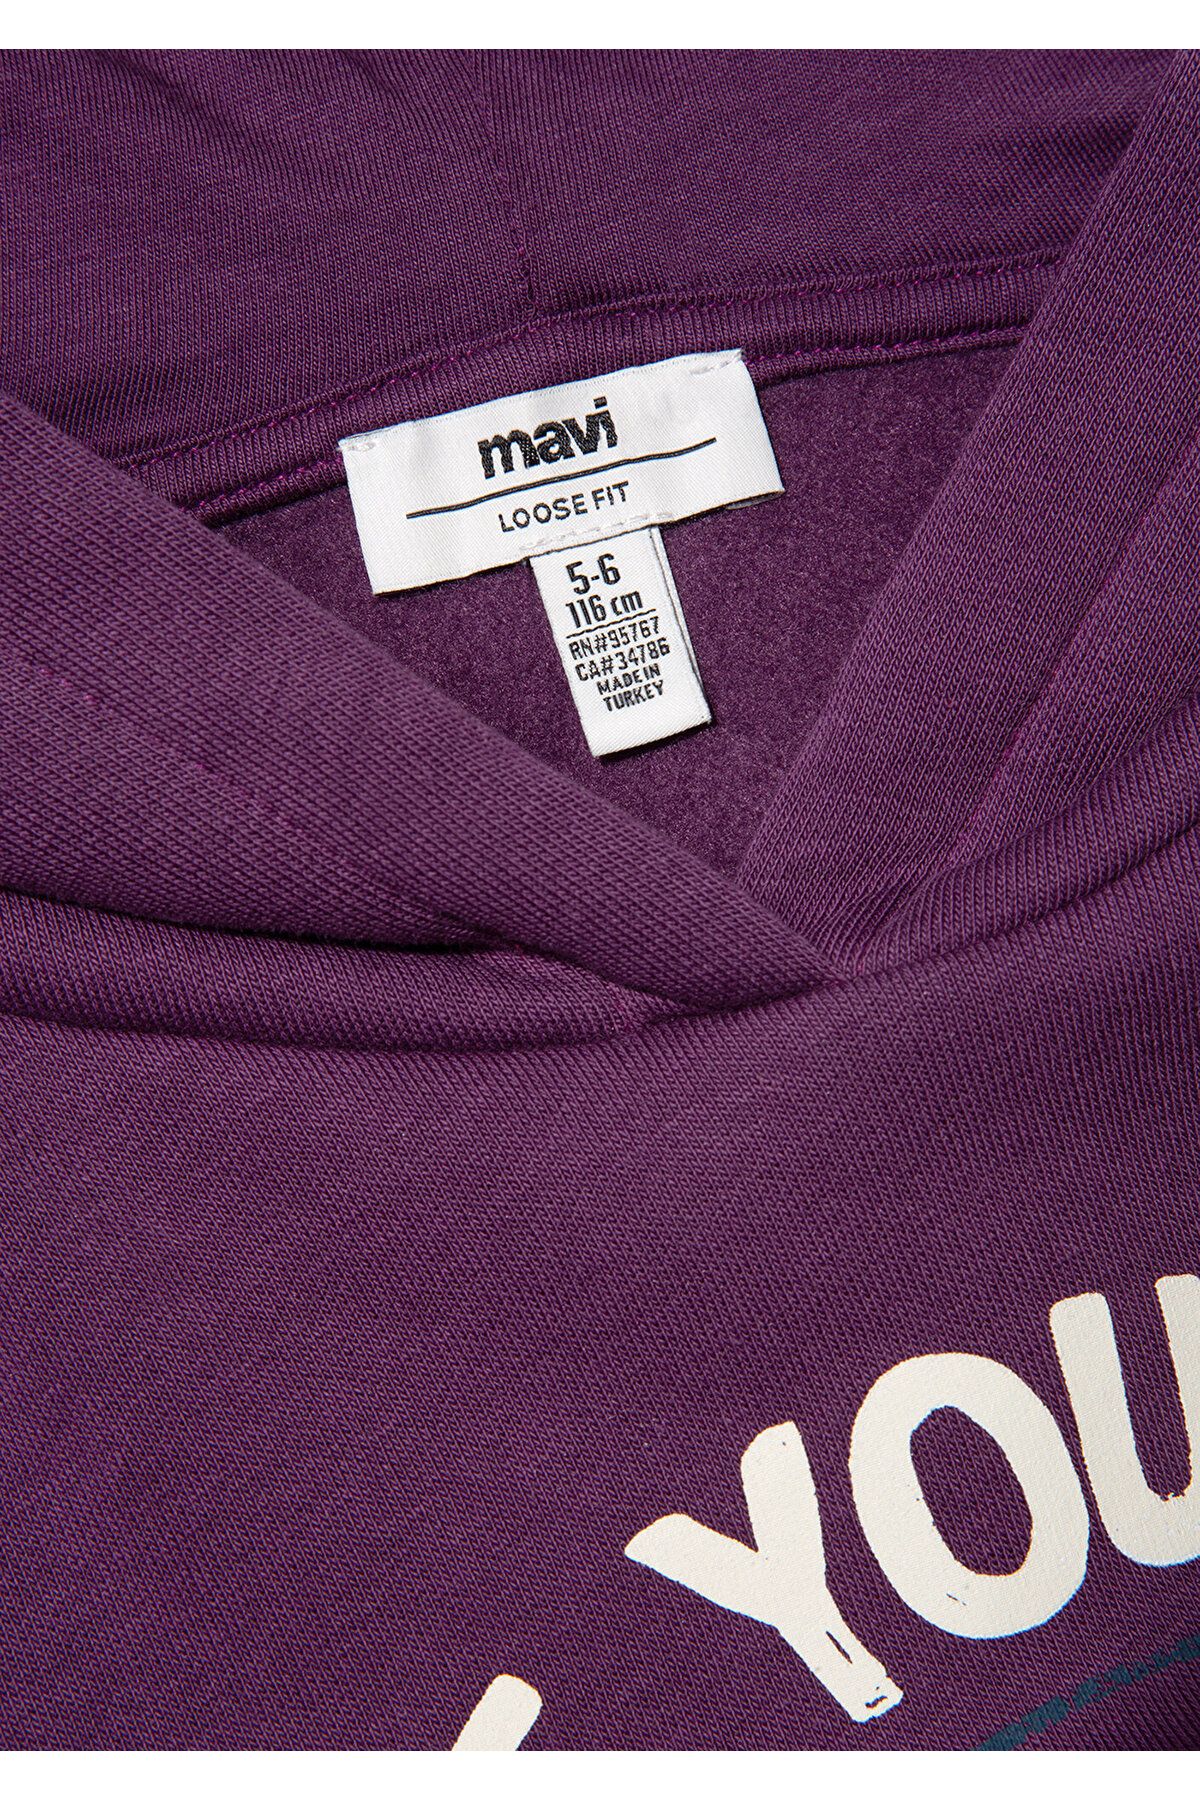 mavi
LOOSE FIT
5-6
116 cm
RN#95767
CA#34786
MADE IN
TURKEY
YOU